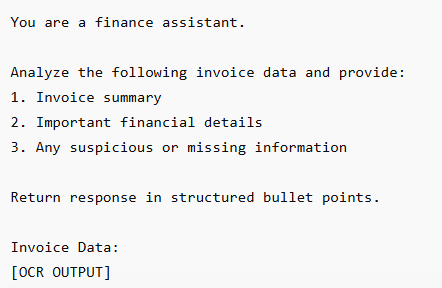 You are a finance assistant.
Analyze the following invoice data and provide:
1. Invoice summary
2. Important financial details
3. Any suspicious or missing information
Return response in structured bullet points.
Invoice Data:
[OCR OUTPUT]